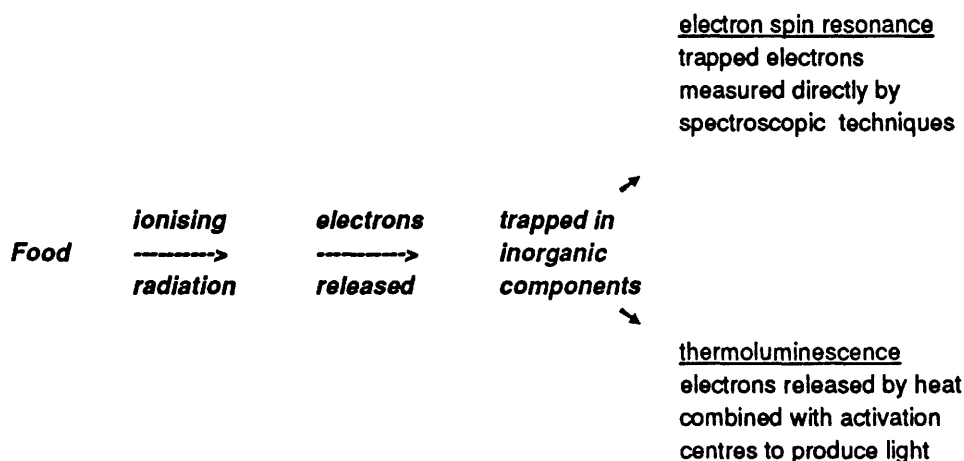 electron spin resonance
trapped electrons
measured directly by
spectroscopic techniques
ionising electrons trapped in
Food ----------> -----------> inorganic
radiation released components
thermoluminescence
electrons released by heat
combined with activation
centres to produce light